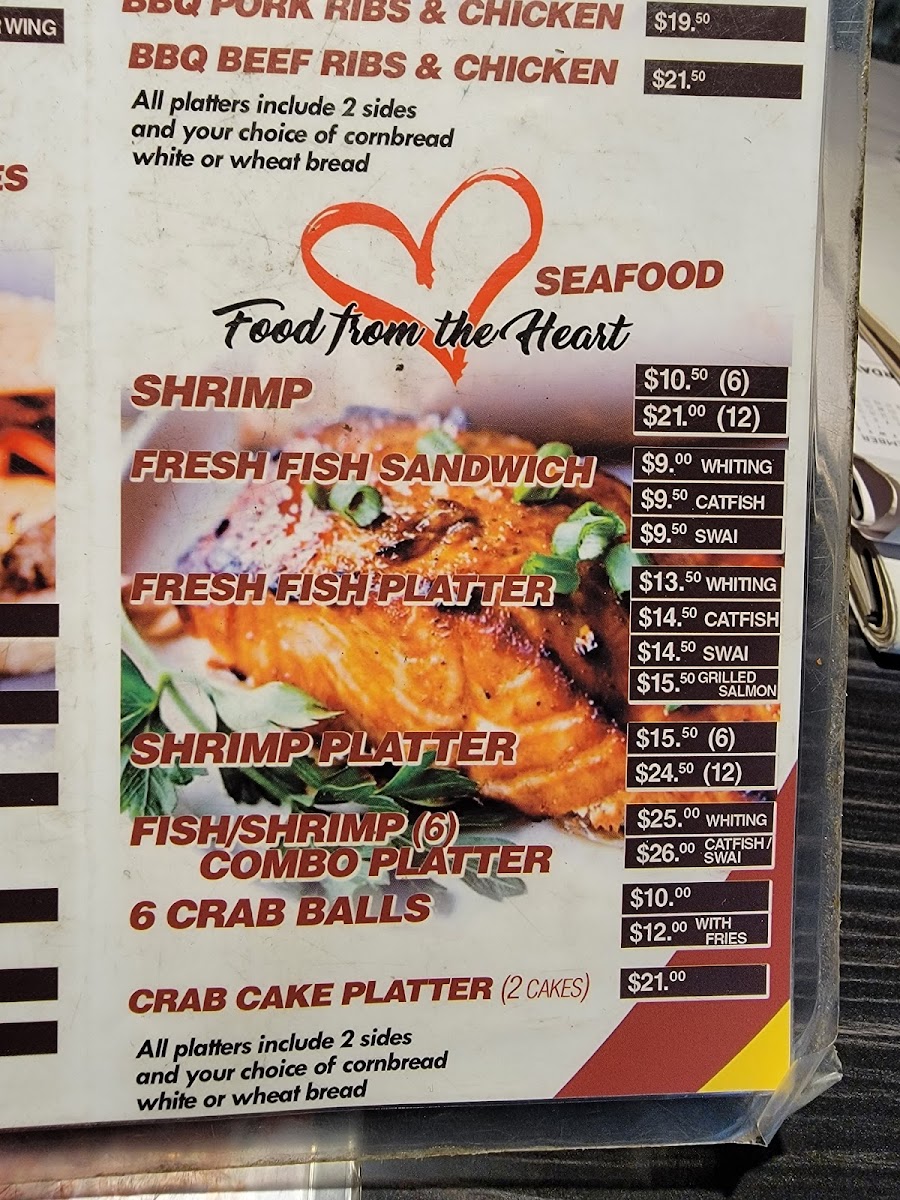 WING
ES
BBQ PORK RIBS & CHICKEN $19.50
BBQ BEEF RIBS & CHICKEN $21.50
All platters include 2 sides
and your choice of cornbread
white or wheat bread
SEAFOOD
Food from the Heart
SHRIMP $10.50 (6)
$21.00 (12)
FRESH FISH SANDWICH $9.00 WHITING
$9.50 CATFISH
$9.50 SWAI
FRESH FISH PLATTER $13.50 WHITING
$14.50 CATFISH
$14.50 SWAI
$15.50 GRILLED
SALMON
SHRIMP PLATTER $15.50 (6)
$24.50 (12)
FISH/SHRIMP (6) $25.00 WHITING
COMBO PLATTER $26.00 CATFISH/
SWAI
6 CRAB BALLS $10.00
$12.00 WITH
FRIES
CRAB CAKE PLATTER (2 CAKES) $21.00
All platters include 2 sides
and your choice of cornbread
white or wheat bread